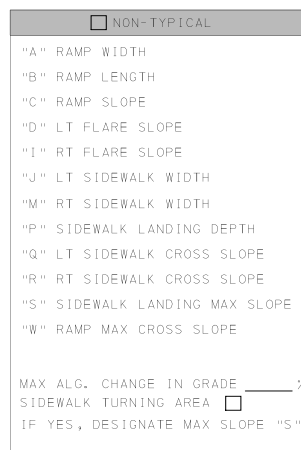 NON-TYPICAL
"A" RAMP WIDTH
"B" RAMP LENGTH
"C" RAMP SLOPE
"D" LT FLARE SLOPE
"I" RT FLARE SLOPE
"J" LT SIDEWALK WIDTH
"M" RT SIDEWALK WIDTH
"P" SIDEWALK LANDING DEPTH
"Q" LT SIDEWALK CROSS SLOPE
"R" RT SIDEWALK CROSS SLOPE
"S" SIDEWALK LANDING MAX SLOPE
"W" RAMP MAX CROSS SLOPE
MAX ALG. CHANGE IN GRADE ______ %
SIDEWALK TURNING AREA
IF YES, DESIGNATE MAX SLOPE "S"